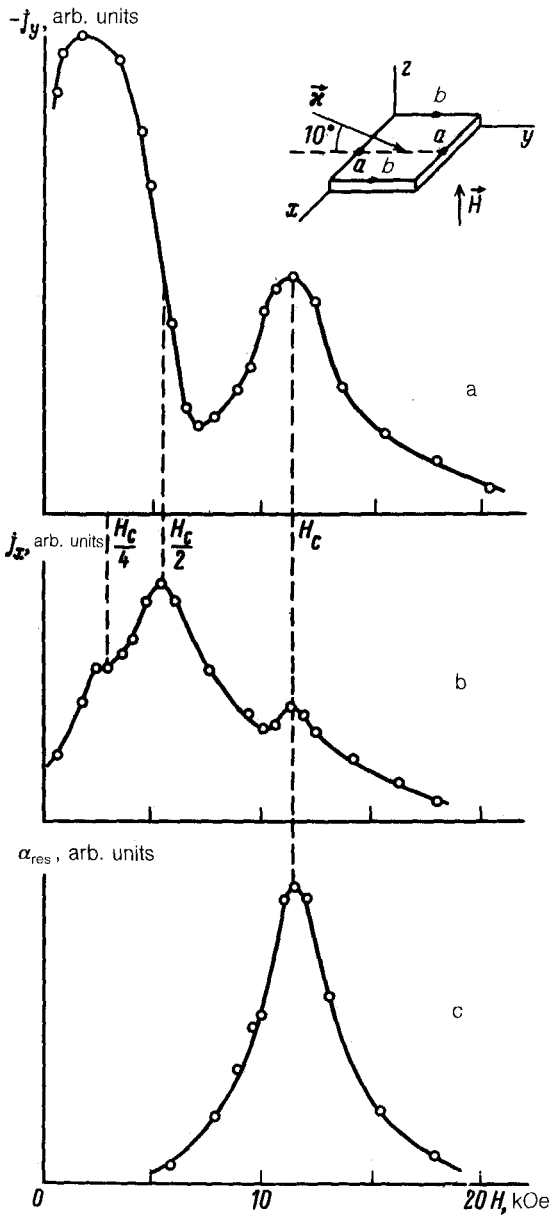 -j_y, arb. units
z
ϰ⃗
b
10°
a
y
a
b
x
H⃗
a
j_x, arb. units
H_c/4
H_c/2
H_c
b
α_res, arb. units
c
0
10
20 H, kOe